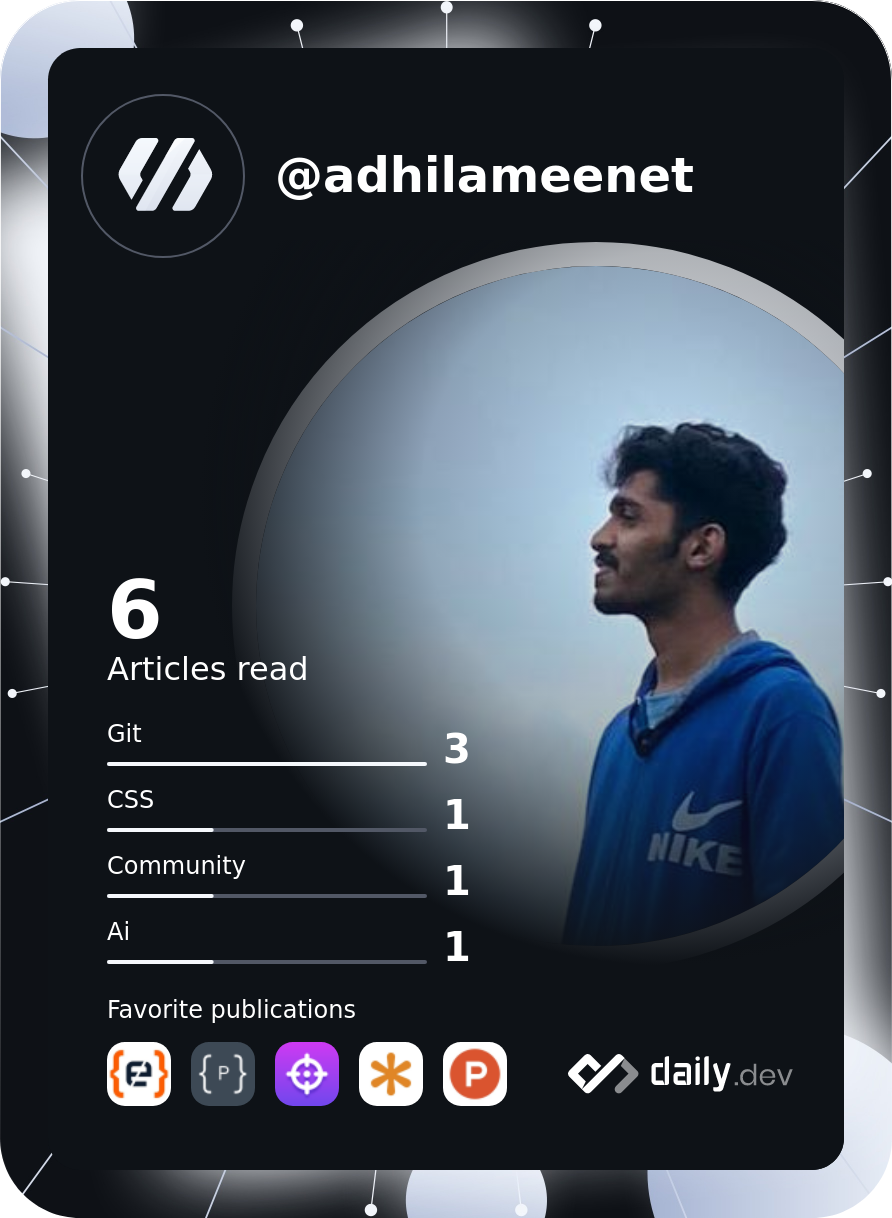 @adhilameenet
6
Articles read
Git
3
CSS
1
Community
1
Ai
1
NIKE
Favorite publications
{P}
P
daily.dev